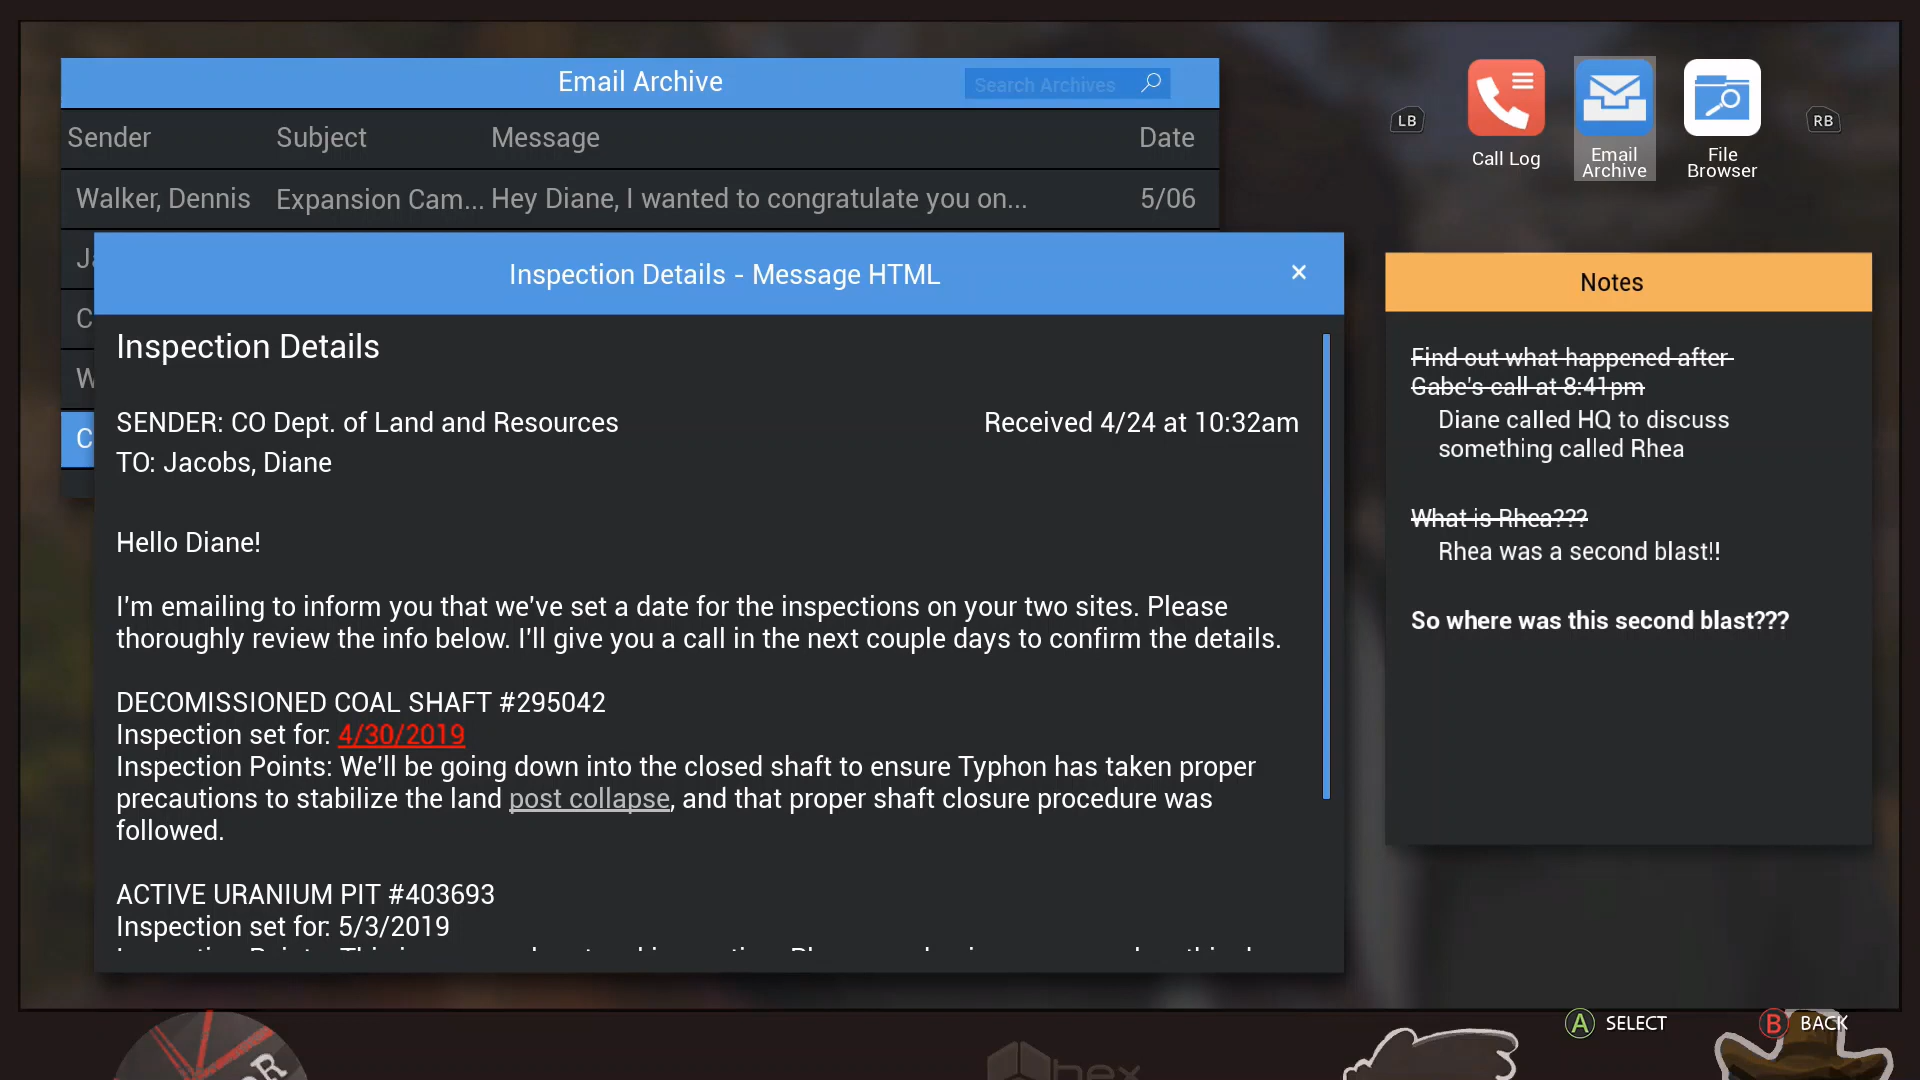 Email Archive
Search Archives
Sender Subject Message Date
Walker, Dennis Expansion Cam... Hey Diane, I wanted to congratulate you on... 5/06
Inspection Details - Message HTML
Inspection Details
SENDER: CO Dept. of Land and Resources Received 4/24 at 10:32am
TO: Jacobs, Diane
Hello Diane!
I'm emailing to inform you that we've set a date for the inspections on your two sites. Please
thoroughly review the info below. I'll give you a call in the next couple days to confirm the details.
DECOMISSIONED COAL SHAFT #295042
Inspection set for: 4/30/2019
Inspection Points: We'll be going down into the closed shaft to ensure Typhon has taken proper
precautions to stabilize the land post collapse, and that proper shaft closure procedure was
followed.
ACTIVE URANIUM PIT #403693
Inspection set for: 5/3/2019
LB
Call Log
Email
Archive
File
Browser
RB
Notes
Find out what happened after
Gabe's call at 8:41pm
Diane called HQ to discuss
something called Rhea
What is Rhea???
Rhea was a second blast!!
So where was this second blast???
A SELECT
B BACK
hex